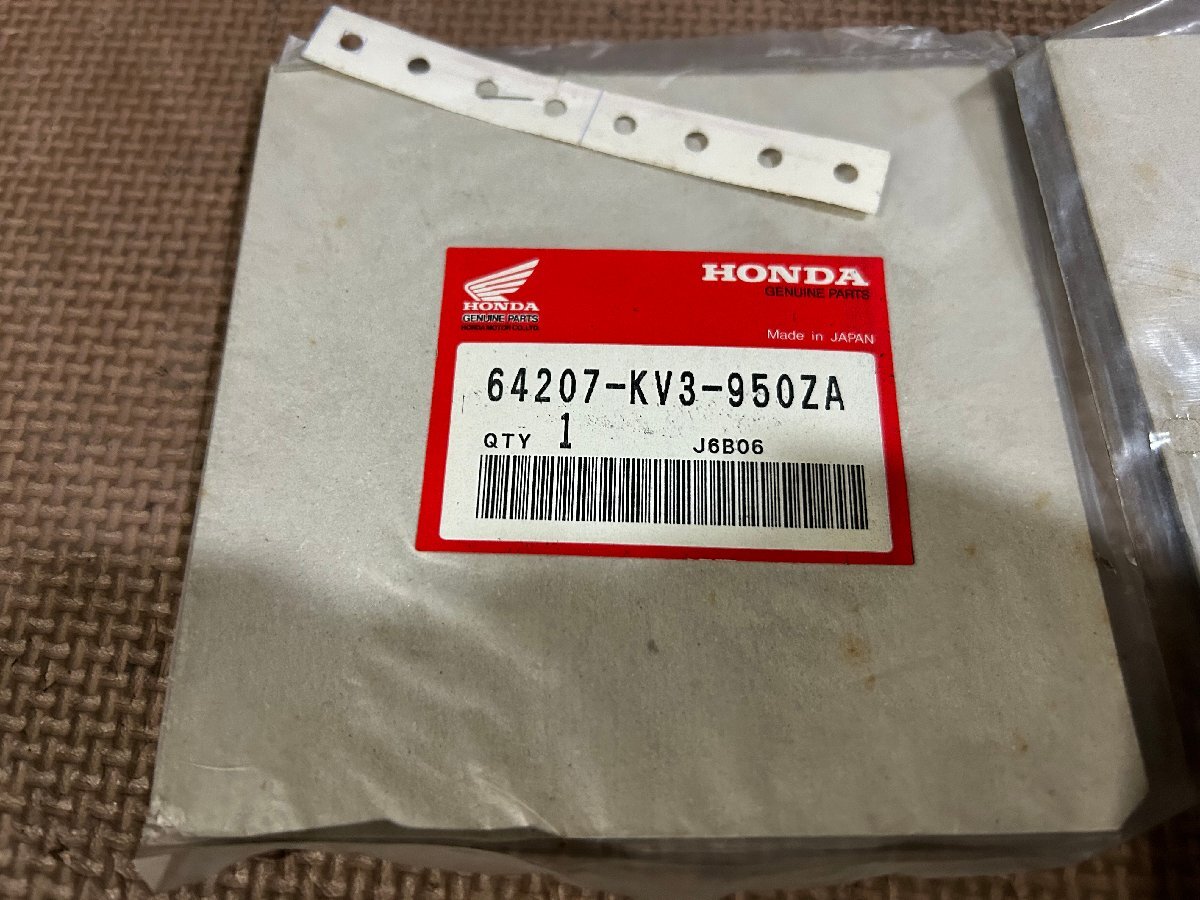 HONDA
GENUINE PARTS
HONDA MOTOR CO.,LTD.
HONDA
GENUINE PARTS
Made in JAPAN
64207-KV3-950ZA
QTY 1 J6B06